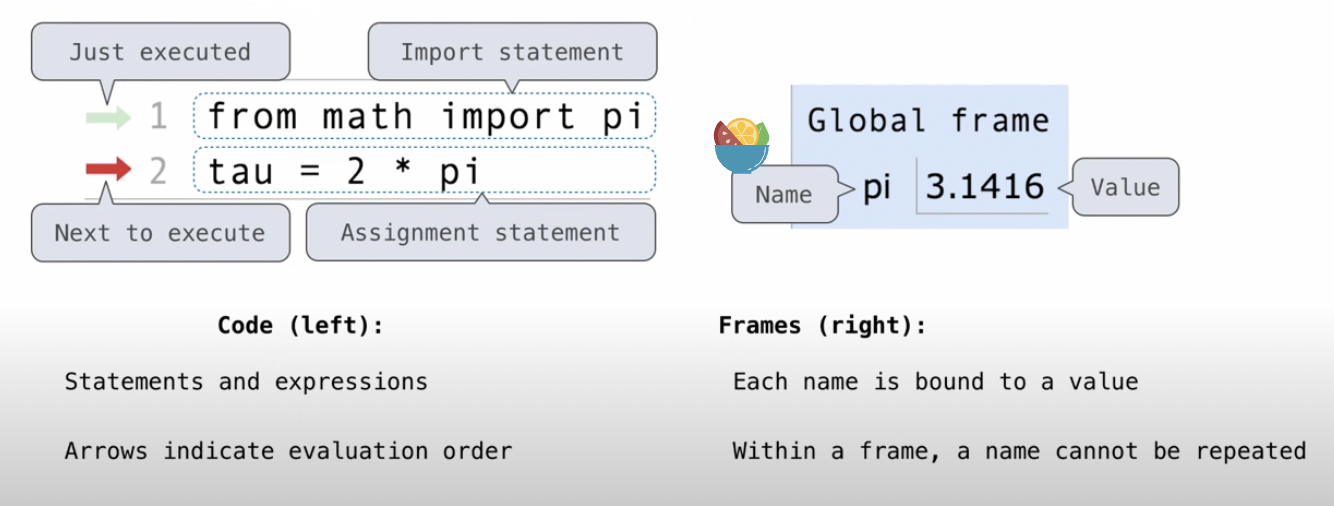 Just executed
Import statement
1 from math import pi
2 tau = 2 * pi
Next to execute
Assignment statement
Global frame
Name
pi 3.1416
Value
Code (left):
Statements and expressions
Arrows indicate evaluation order
Frames (right):
Each name is bound to a value
Within a frame, a name cannot be repeated